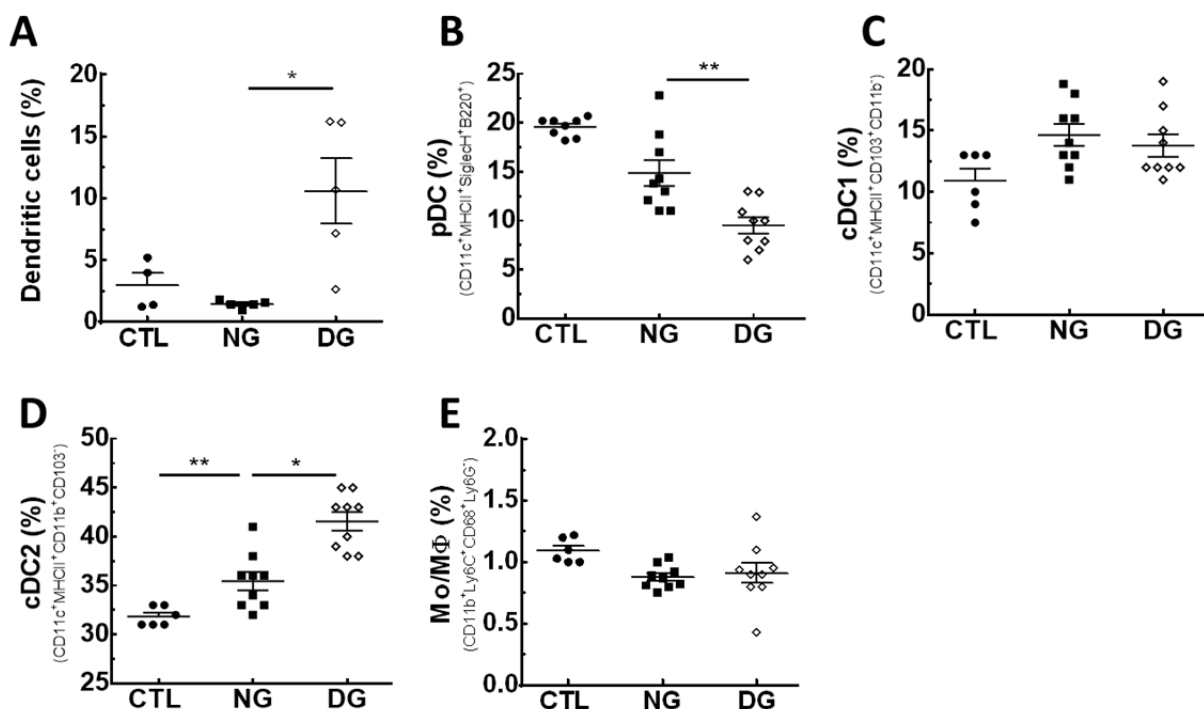 A
Dendritic cells (%)
20
15
10
5
0
*
CTL NG DG
B
pDC (%)
(CD11c⁺MHCII⁺SiglecH⁺B220⁺)
25
20
15
10
5
0
**
CTL NG DG
C
cDC1 (%)
(CD11c⁺MHCII⁺CD103⁺CD11b⁻)
20
15
10
5
0
CTL NG DG
D
cDC2 (%)
(CD11c⁺MHCII⁺CD11b⁺CD103⁻)
50
45
40
35
30
25
** *
CTL NG DG
E
Mo/MΦ (%)
(CD11b⁺Ly6C⁺CD68⁺Ly6G⁻)
2.0
1.5
1.0
0.5
0.0
CTL NG DG